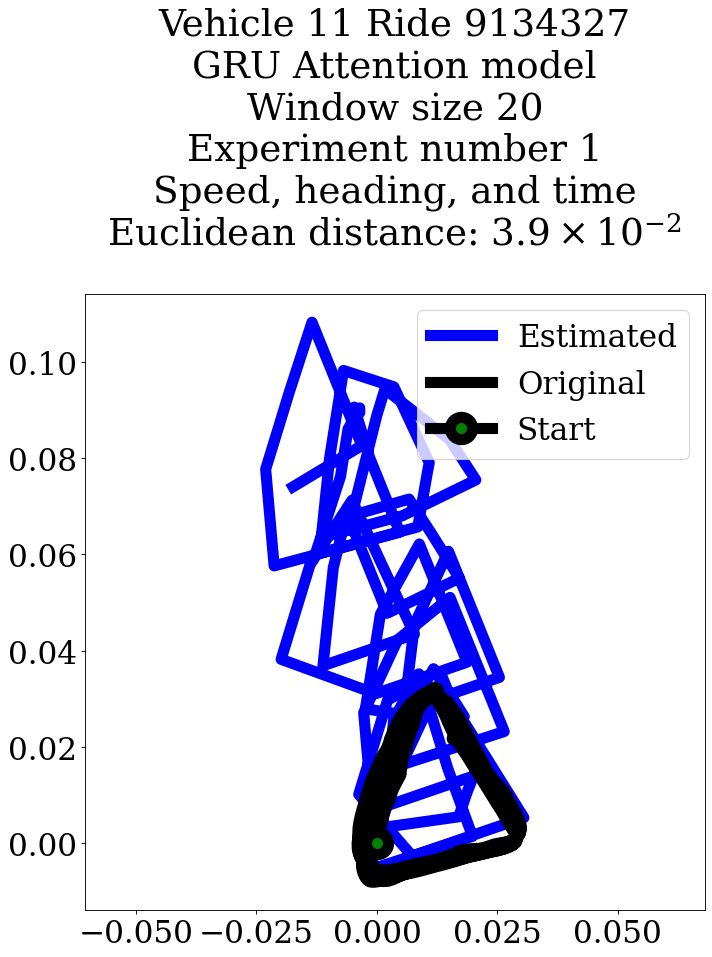 Vehicle 11 Ride 9134327
GRU Attention model
Window size 20
Experiment number 1
Speed, heading, and time
Euclidean distance: 3.9 × 10⁻²
Estimated
Original
Start
0.10
0.08
0.06
0.04
0.02
0.00
−0.050 −0.025 0.000 0.025 0.050